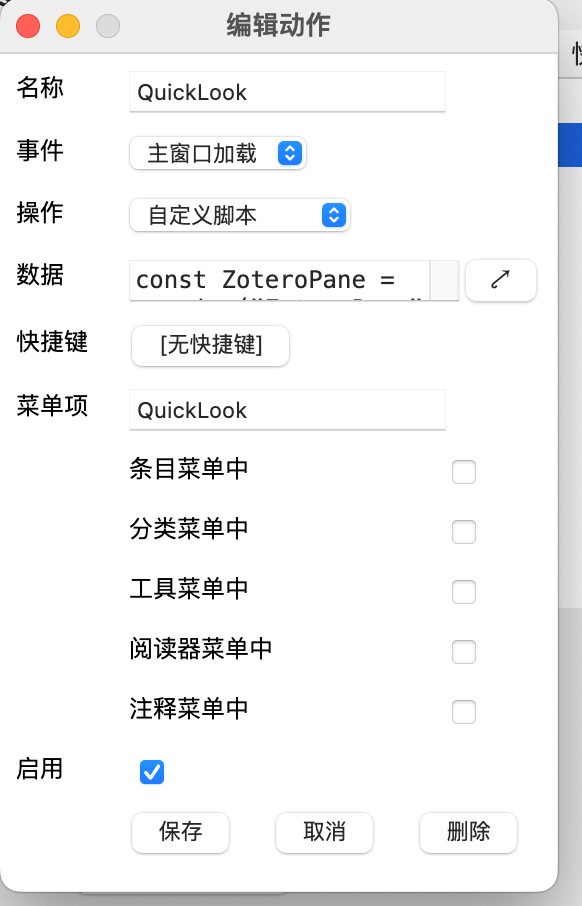 编辑动作
名称 QuickLook
事件 主窗口加载
操作 自定义脚本
数据 const ZoteroPane =
快捷键 [无快捷键]
菜单项 QuickLook
条目菜单中
分类菜单中
工具菜单中
阅读器菜单中
注释菜单中
启用
保存 取消 删除